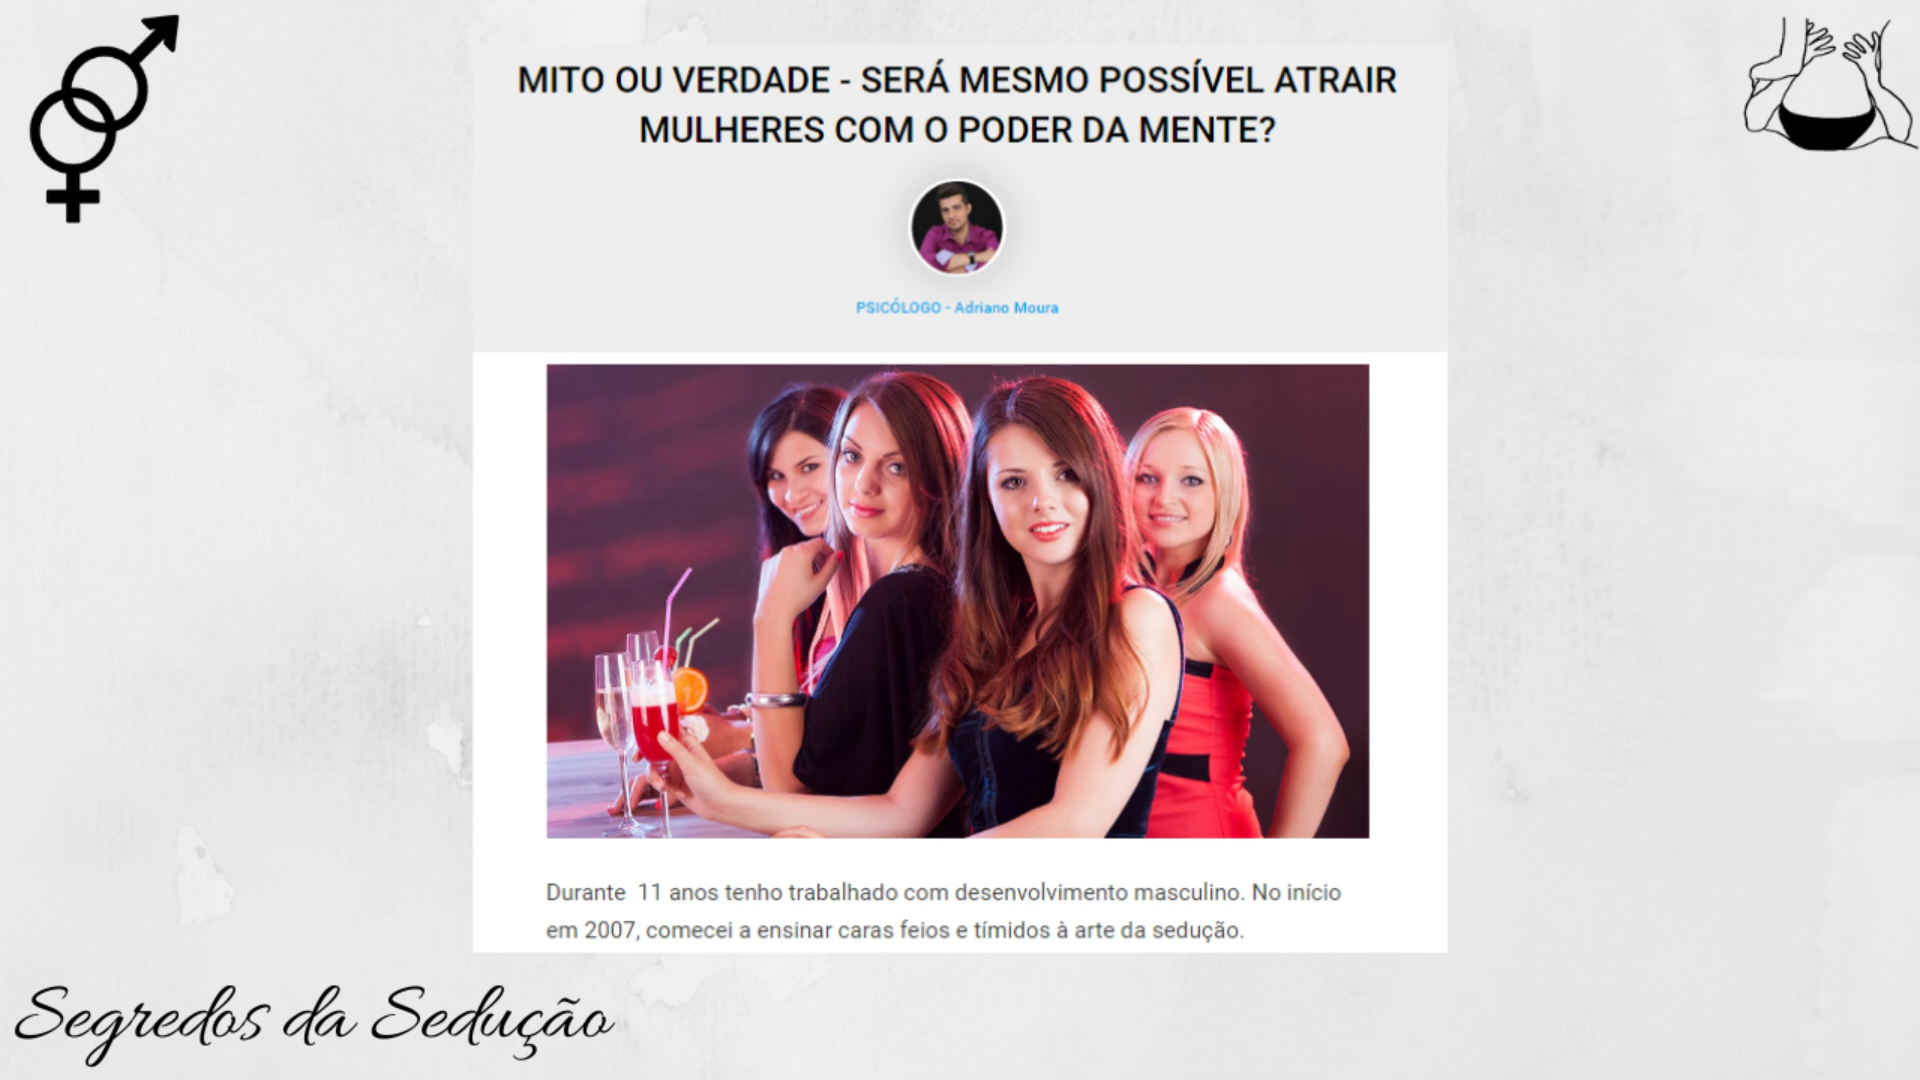 MITO OU VERDADE - SERÁ MESMO POSSÍVEL ATRAIR
MULHERES COM O PODER DA MENTE?
PSICÓLOGO - Adriano Moura
Durante 11 anos tenho trabalhado com desenvolvimento masculino. No início
em 2007, comecei a ensinar caras feios e tímidos à arte da sedução.
Segredos da Sedução